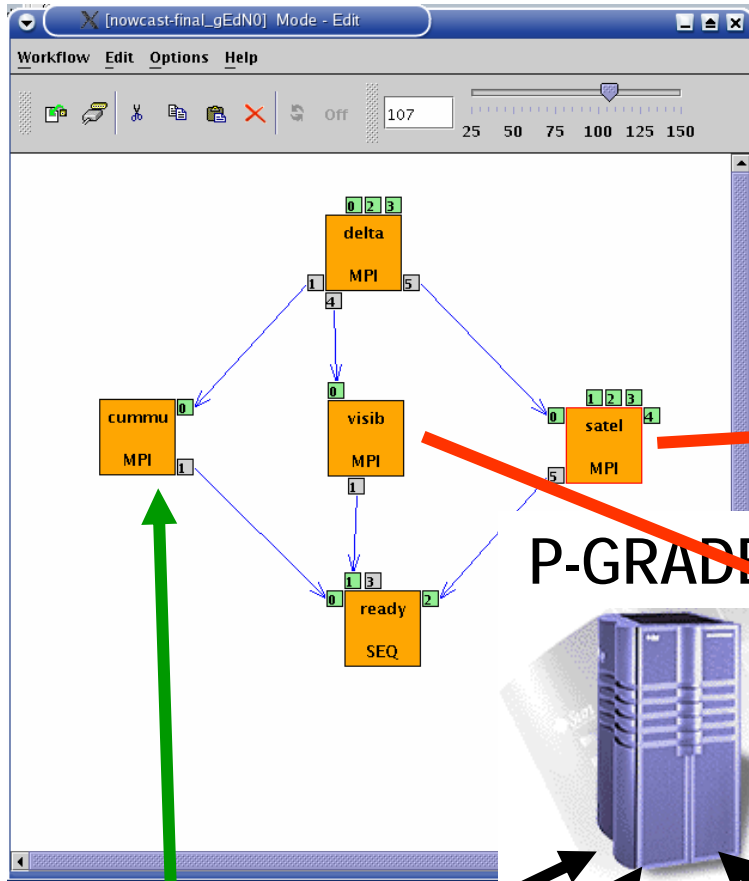 [nowcast-final_gEdN0] Mode - Edit
Workflow Edit Options Help
Off 107
25 50 75 100 125 150
0 2 3
delta
MPI
1 4 5
0
cummu
MPI
1
0
visib
MPI
1
1 2 3
0 4
satel
MPI
5
1 3
0 2
ready
SEQ
P-GRADE
Sun